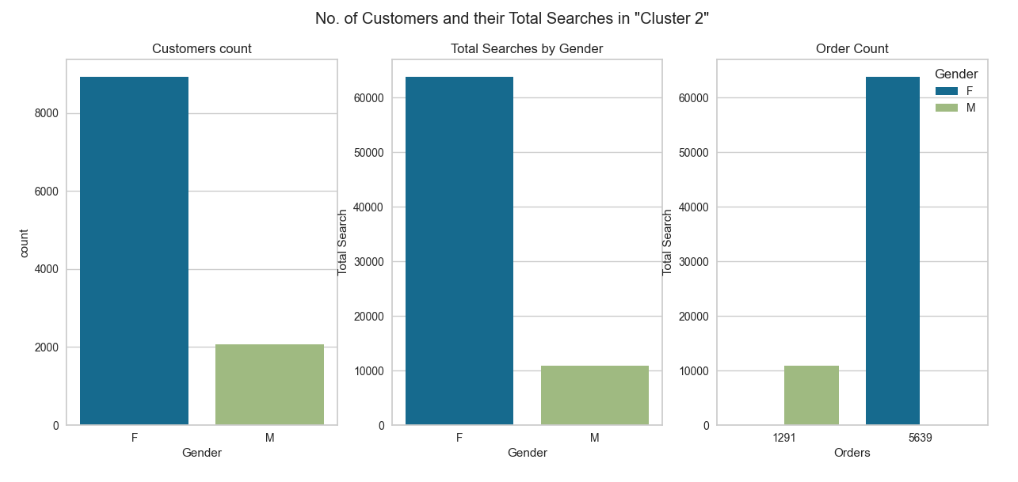 No. of Customers and their Total Searches in "Cluster 2"
Customers count
count
8000
6000
4000
2000
0
F
M
Gender
Total Searches by Gender
Total Search
60000
50000
40000
30000
20000
10000
0
F
M
Gender
Order Count
Total Search
60000
50000
40000
30000
20000
10000
0
1291
5639
Orders
Gender
F
M